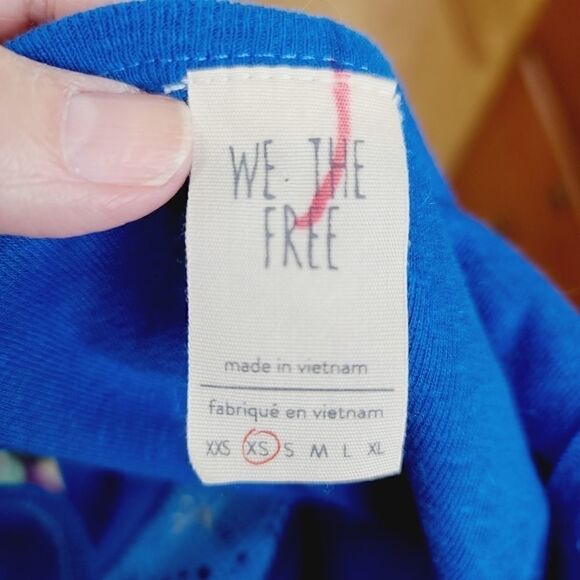 WE. THE
FREE
made in vietnam
fabriqué en vietnam
XXS XS S M L XL